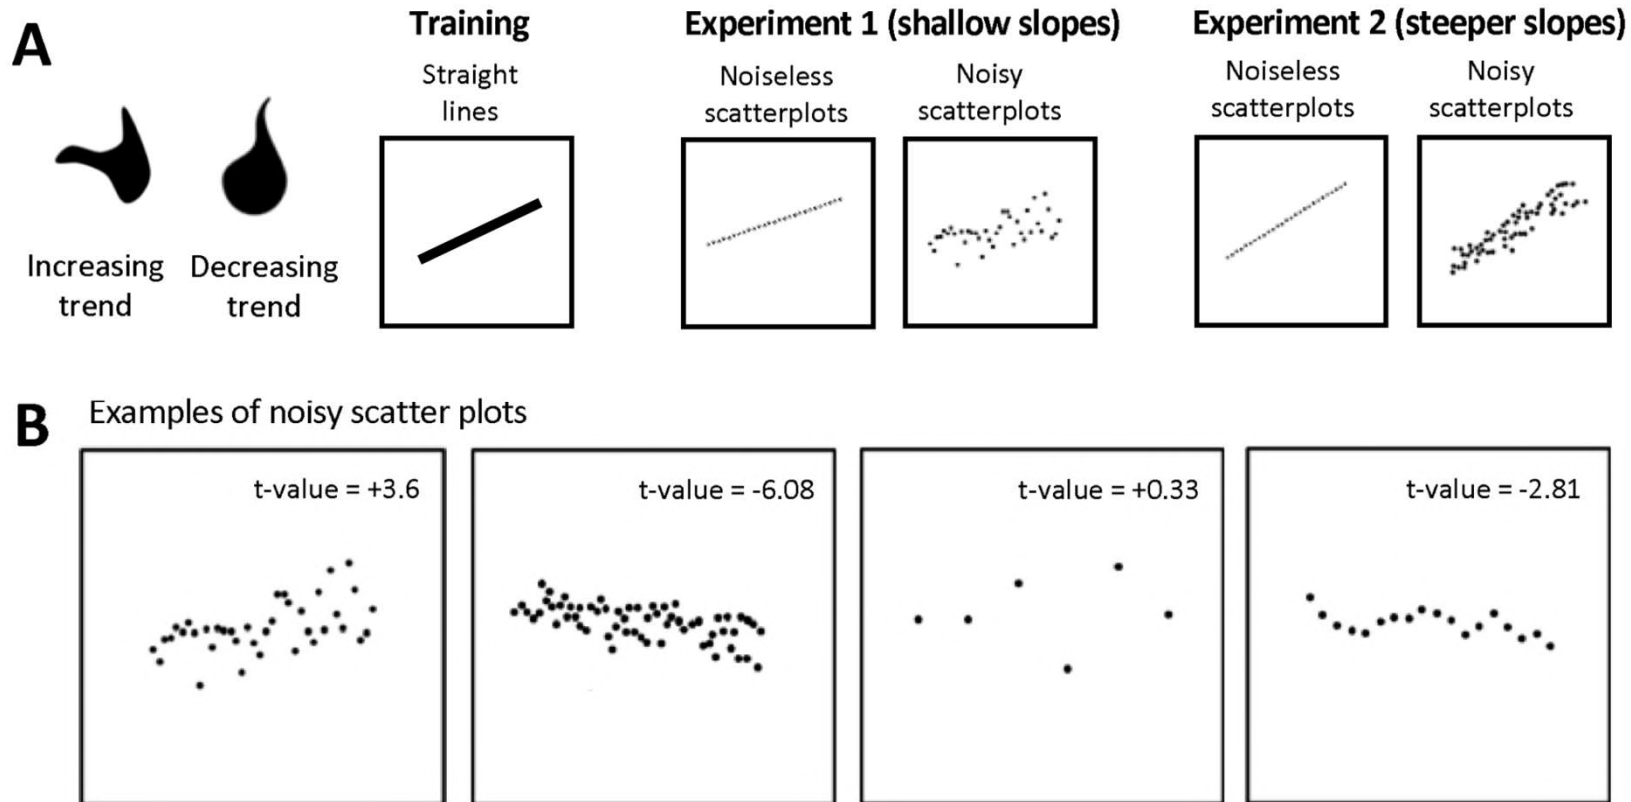 A
Training
Experiment 1 (shallow slopes)
Experiment 2 (steeper slopes)
Straight
lines
Noiseless
scatterplots
Noisy
scatterplots
Noiseless
scatterplots
Noisy
scatterplots
Increasing
trend
Decreasing
trend
B
Examples of noisy scatter plots
t-value = +3.6
t-value = -6.08
t-value = +0.33
t-value = -2.81